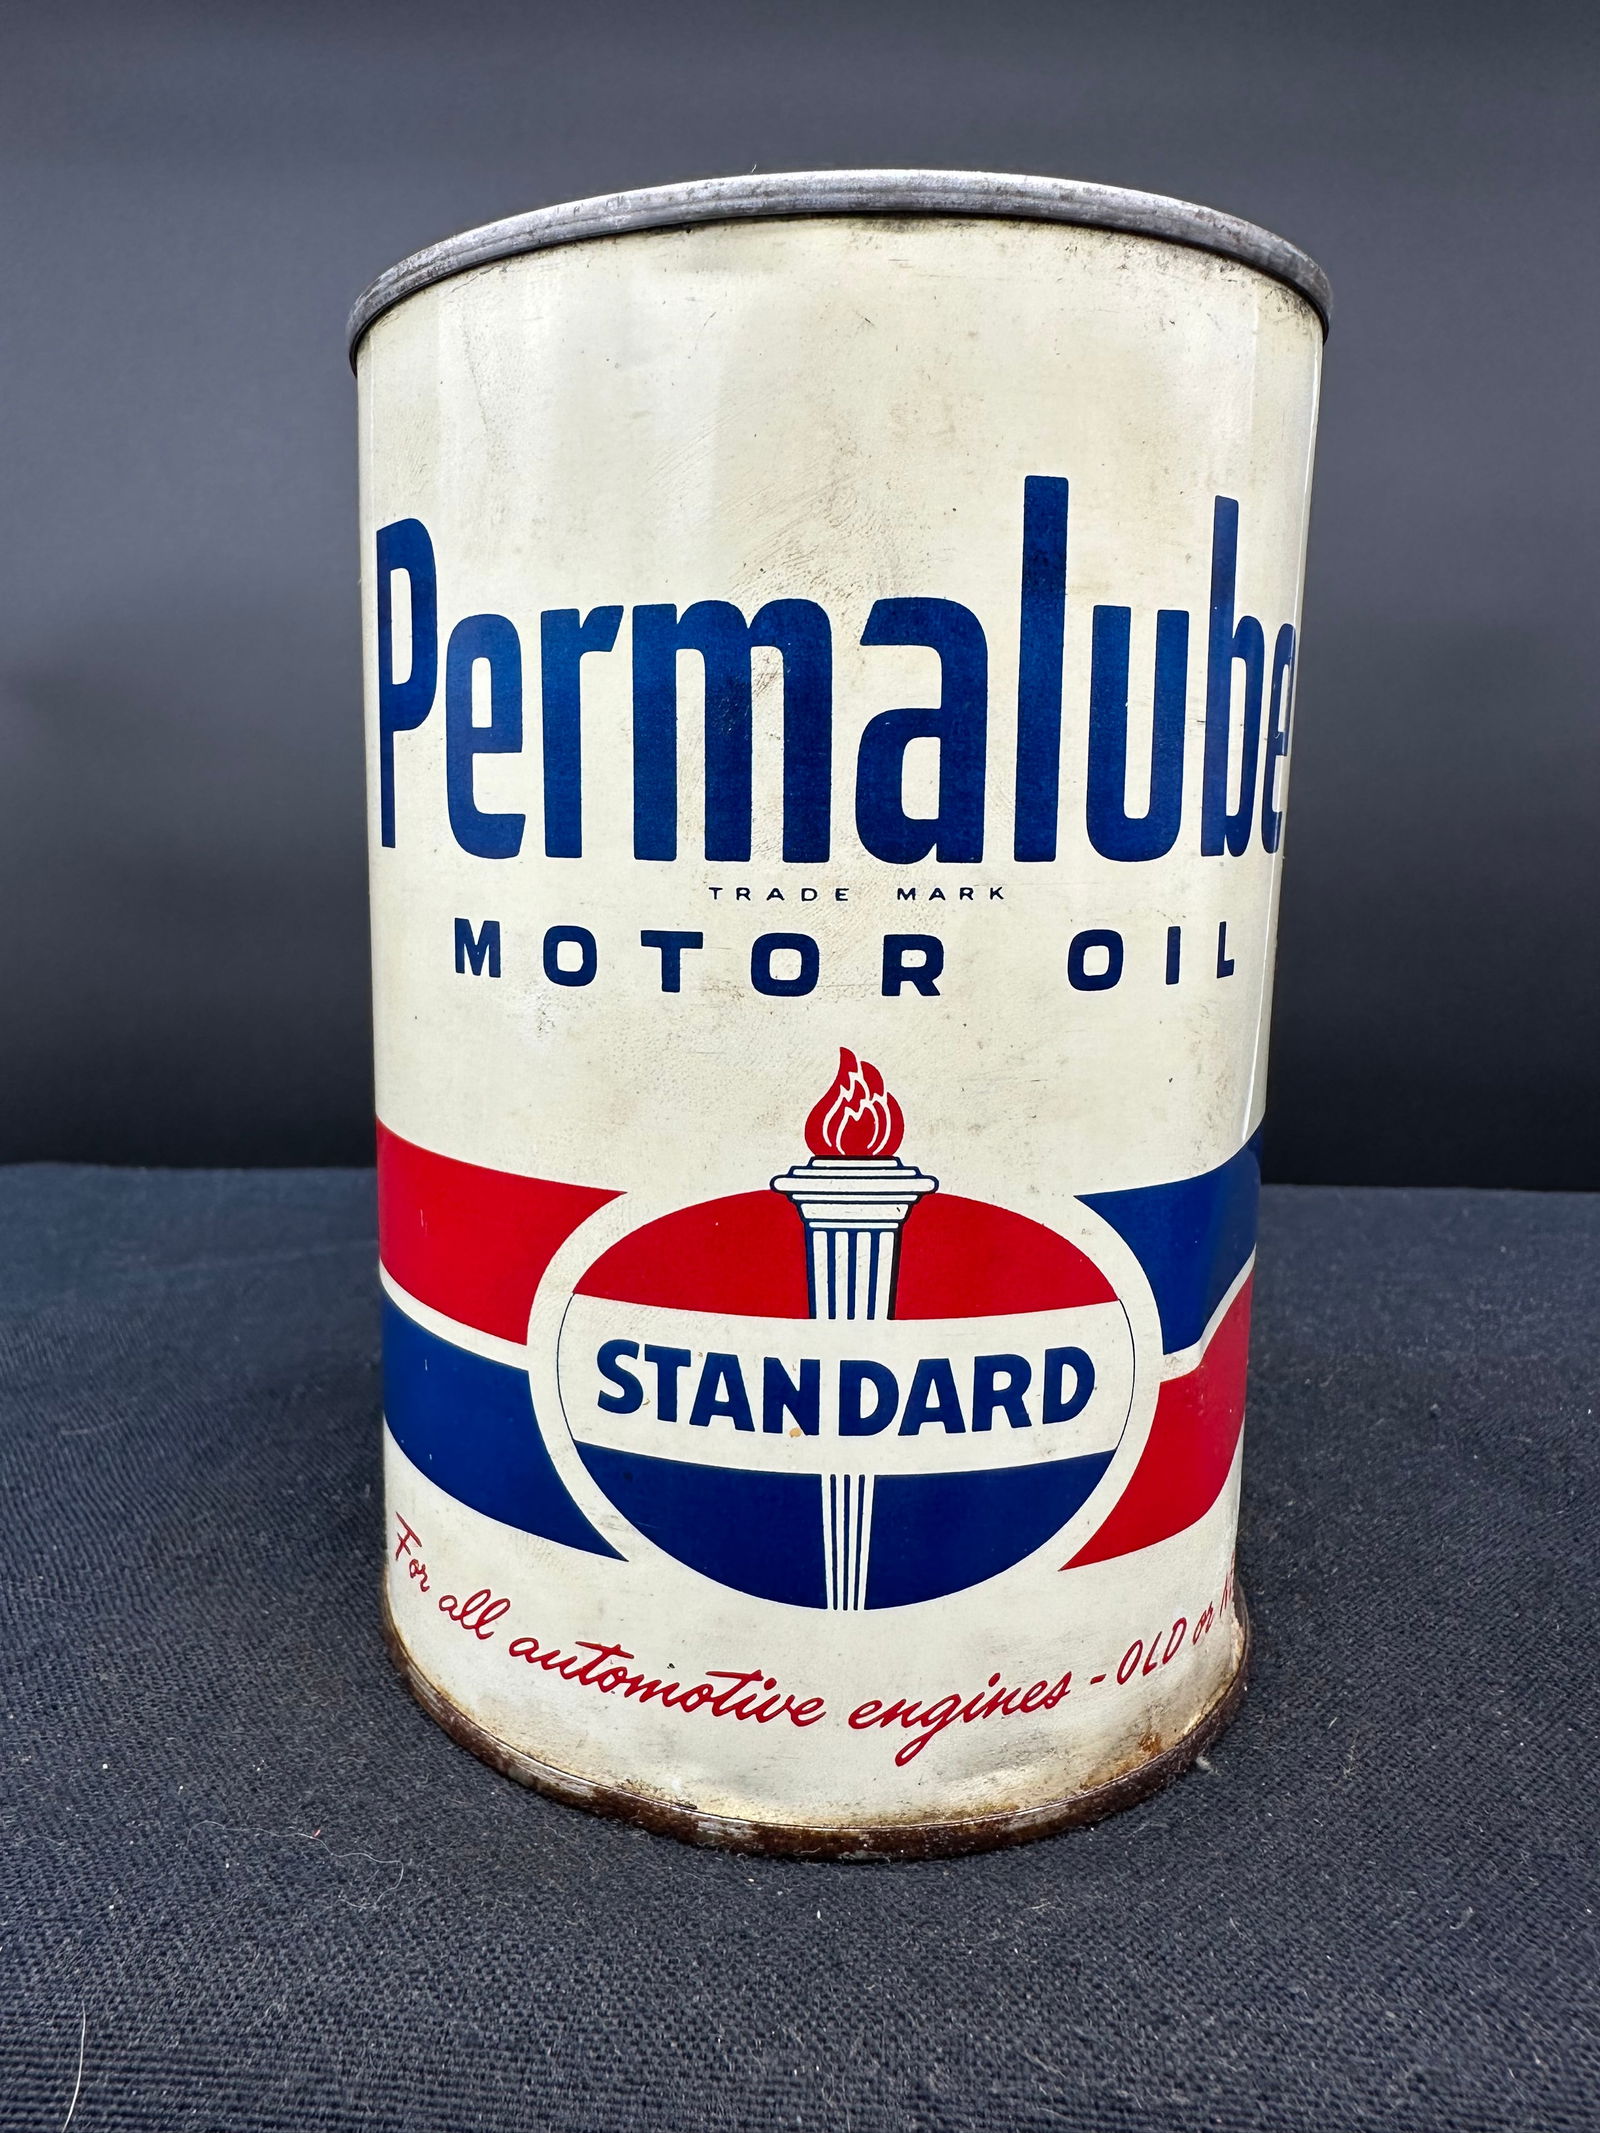 Permalube
TRADE MARK
MOTOR OIL
STANDARD
For all automotive engines - OLD or